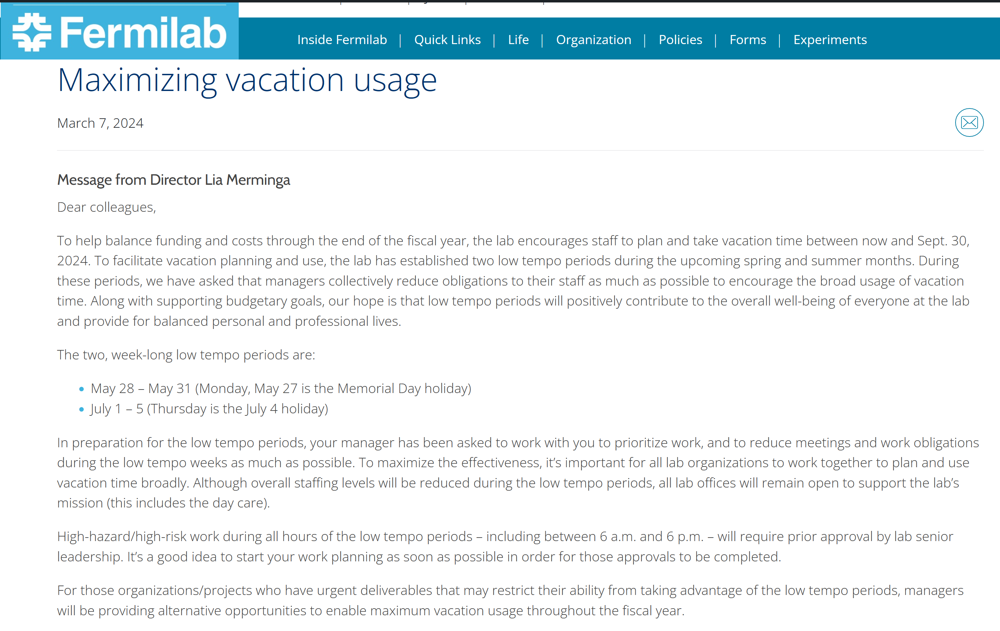 Fermilab
Inside Fermilab | Quick Links | Life | Organization | Policies | Forms | Experiments
Maximizing vacation usage
March 7, 2024
Message from Director Lia Merminga
Dear colleagues,
To help balance funding and costs through the end of the fiscal year, the lab encourages staff to plan and take vacation time between now and Sept. 30,
2024. To facilitate vacation planning and use, the lab has established two low tempo periods during the upcoming spring and summer months. During
these periods, we have asked that managers collectively reduce obligations to their staff as much as possible to encourage the broad usage of vacation
time. Along with supporting budgetary goals, our hope is that low tempo periods will positively contribute to the overall well-being of everyone at the lab
and provide for balanced personal and professional lives.
The two, week-long low tempo periods are:
• May 28 – May 31 (Monday, May 27 is the Memorial Day holiday)
• July 1 – 5 (Thursday is the July 4 holiday)
In preparation for the low tempo periods, your manager has been asked to work with you to prioritize work, and to reduce meetings and work obligations
during the low tempo weeks as much as possible. To maximize the effectiveness, it’s important for all lab organizations to work together to plan and use
vacation time broadly. Although overall staffing levels will be reduced during the low tempo periods, all lab offices will remain open to support the lab’s
mission (this includes the day care).
High-hazard/high-risk work during all hours of the low tempo periods – including between 6 a.m. and 6 p.m. – will require prior approval by lab senior
leadership. It’s a good idea to start your work planning as soon as possible in order for those approvals to be completed.
For those organizations/projects who have urgent deliverables that may restrict their ability from taking advantage of the low tempo periods, managers
will be providing alternative opportunities to enable maximum vacation usage throughout the fiscal year.